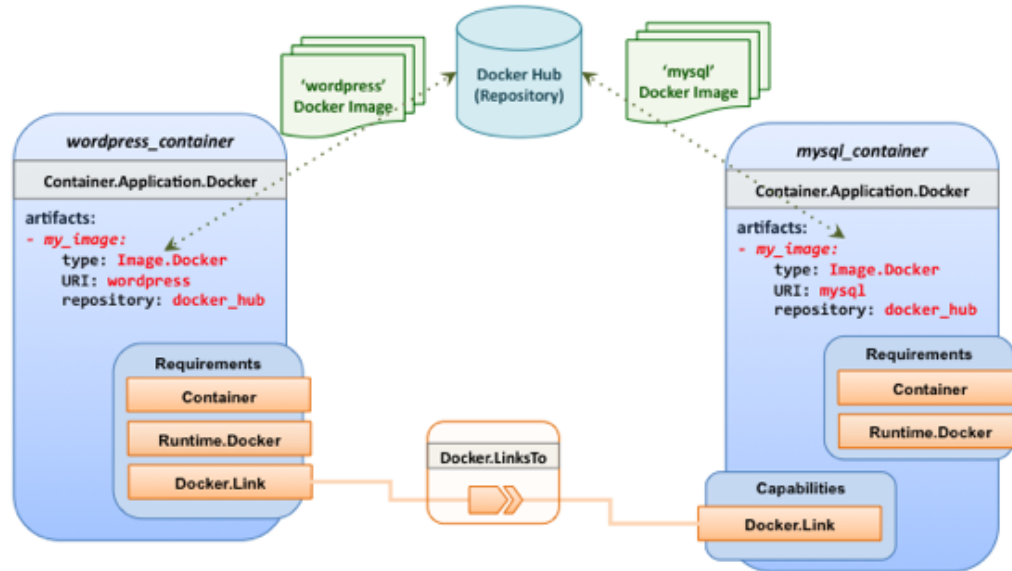 'wordpress'
Docker Image
Docker Hub
(Repository)
'mysql'
Docker Image
wordpress_container
Container.Application.Docker
artifacts:
- my_image:
type: Image.Docker
URI: wordpress
repository: docker_hub
Requirements
Container
Runtime.Docker
Docker.Link
Docker.LinksTo
mysql_container
Container.Application.Docker
artifacts:
- my_image:
type: Image.Docker
URI: mysql
repository: docker_hub
Requirements
Container
Runtime.Docker
Capabilities
Docker.Link